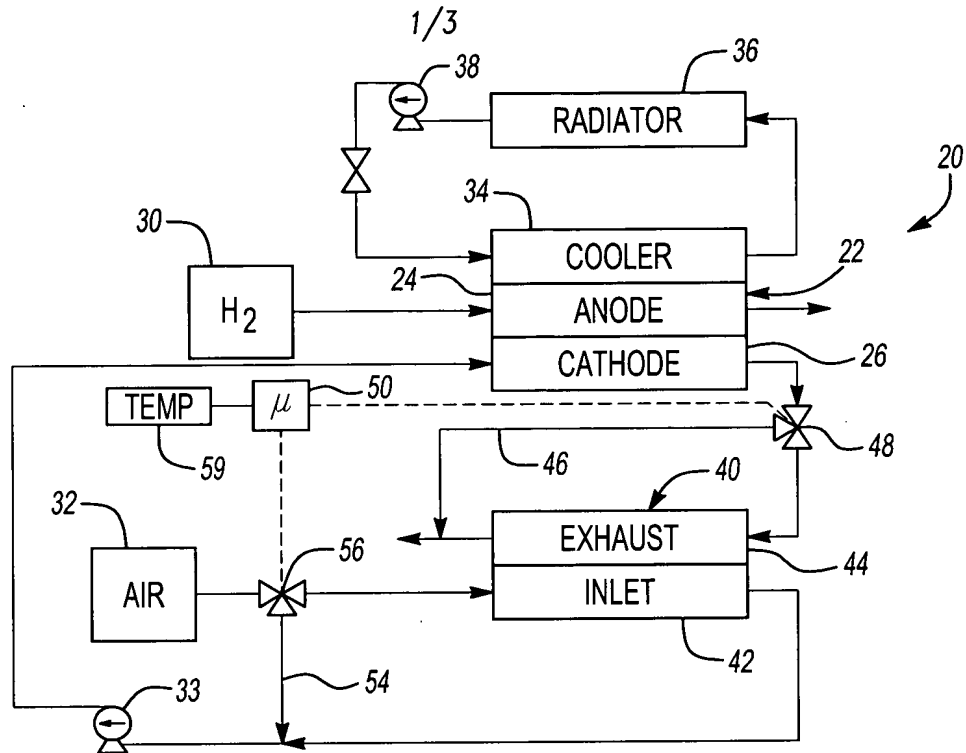 1/3
38
36
RADIATOR
20
34
30
COOLER
24
22
H2
ANODE
CATHODE
26
50
TEMP
μ
59
46
48
40
32
EXHAUST
56
44
AIR
INLET
42
54
33